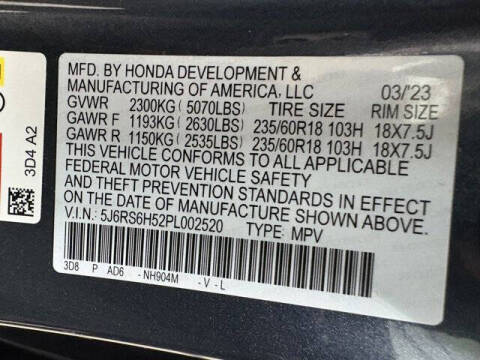 MFD. BY HONDA DEVELOPMENT &
MANUFACTURING OF AMERICA, LLC 03/'23
GVWR 2300KG (5070LBS) TIRE SIZE RIM SIZE
GAWR F 1193KG (2630LBS) 235/60R18 103H 18X7.5J
GAWR R 1150KG (2535LBS) 235/60R18 103H 18X7.5J
THIS VEHICLE CONFORMS TO ALL APPLICABLE
FEDERAL MOTOR VEHICLE SAFETY
AND THEFT PREVENTION STANDARDS IN EFFECT
ON THE DATE OF MANUFACTURE SHOWN ABOVE.
V.I.N.: 5J6RS6H52PL002520 TYPE: MPV
3D8 P AD6 -NH904M -V-L
3D4 A2